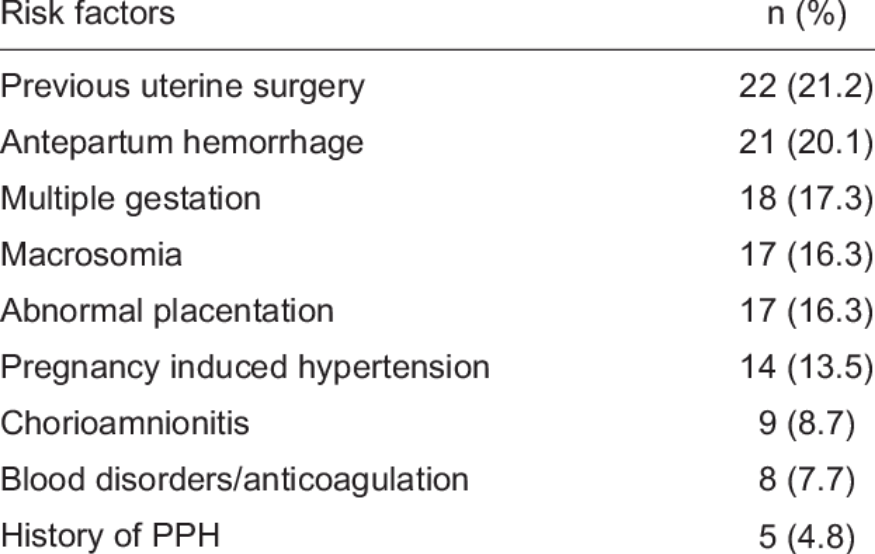 Risk factors n (%)
Previous uterine surgery 22 (21.2)
Antepartum hemorrhage 21 (20.1)
Multiple gestation 18 (17.3)
Macrosomia 17 (16.3)
Abnormal placentation 17 (16.3)
Pregnancy induced hypertension 14 (13.5)
Chorioamnionitis 9 (8.7)
Blood disorders/anticoagulation 8 (7.7)
History of PPH 5 (4.8)